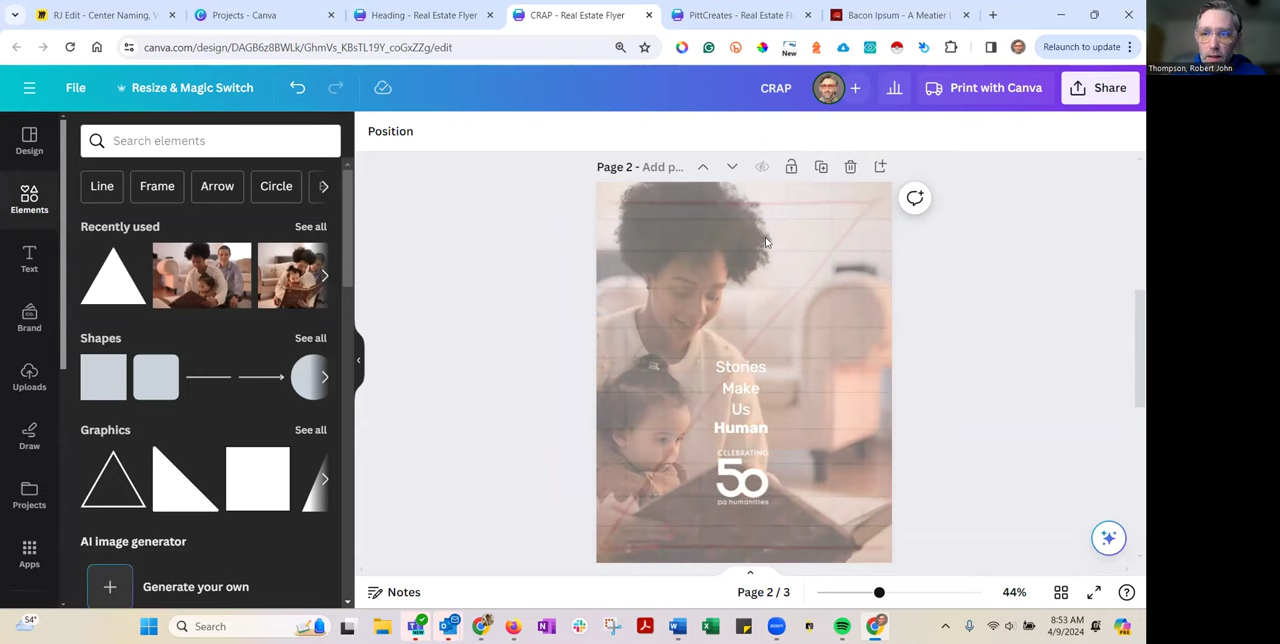 RJ Edit - Center Naming, V
Projects - Canva
Heading - Real Estate Flyer
CRAP - Real Estate Flyer
PittCreates - Real Estate Fl
Bacon Ipsum - A Meatier L
canva.com/design/DAGB6z8BWLk/GhmVs_KBsTL19Y_coGxZZg/edit
New
Relaunch to update
Thompson, Robert John
File
Resize & Magic Switch
CRAP
Print with Canva
Share
Design
Elements
Text
Brand
Uploads
Draw
Projects
Apps
Search elements
Line
Frame
Arrow
Circle
Recently used
See all
Shapes
See all
Graphics
See all
AI image generator
Generate your own
Position
Page 2 - Add p...
Stories
Make
Us
Human
CELEBRATING
50
pa humanities
Notes
Page 2 / 3
44%
54°
Search
8:53 AM
4/9/2024